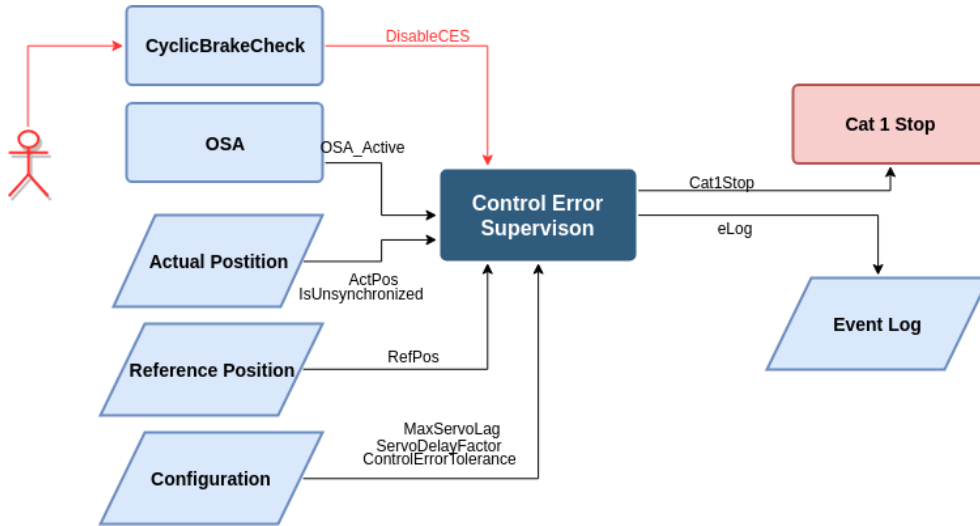 CyclicBrakeCheck
DisableCES
OSA
OSA_Active
Cat 1 Stop
Control Error
Supervison
Cat1Stop
eLog
Actual Postition
ActPos
IsUnsynchronized
Event Log
Reference Position
RefPos
Configuration
MaxServoLag
ServoDelayFactor
ControlErrorTolerance